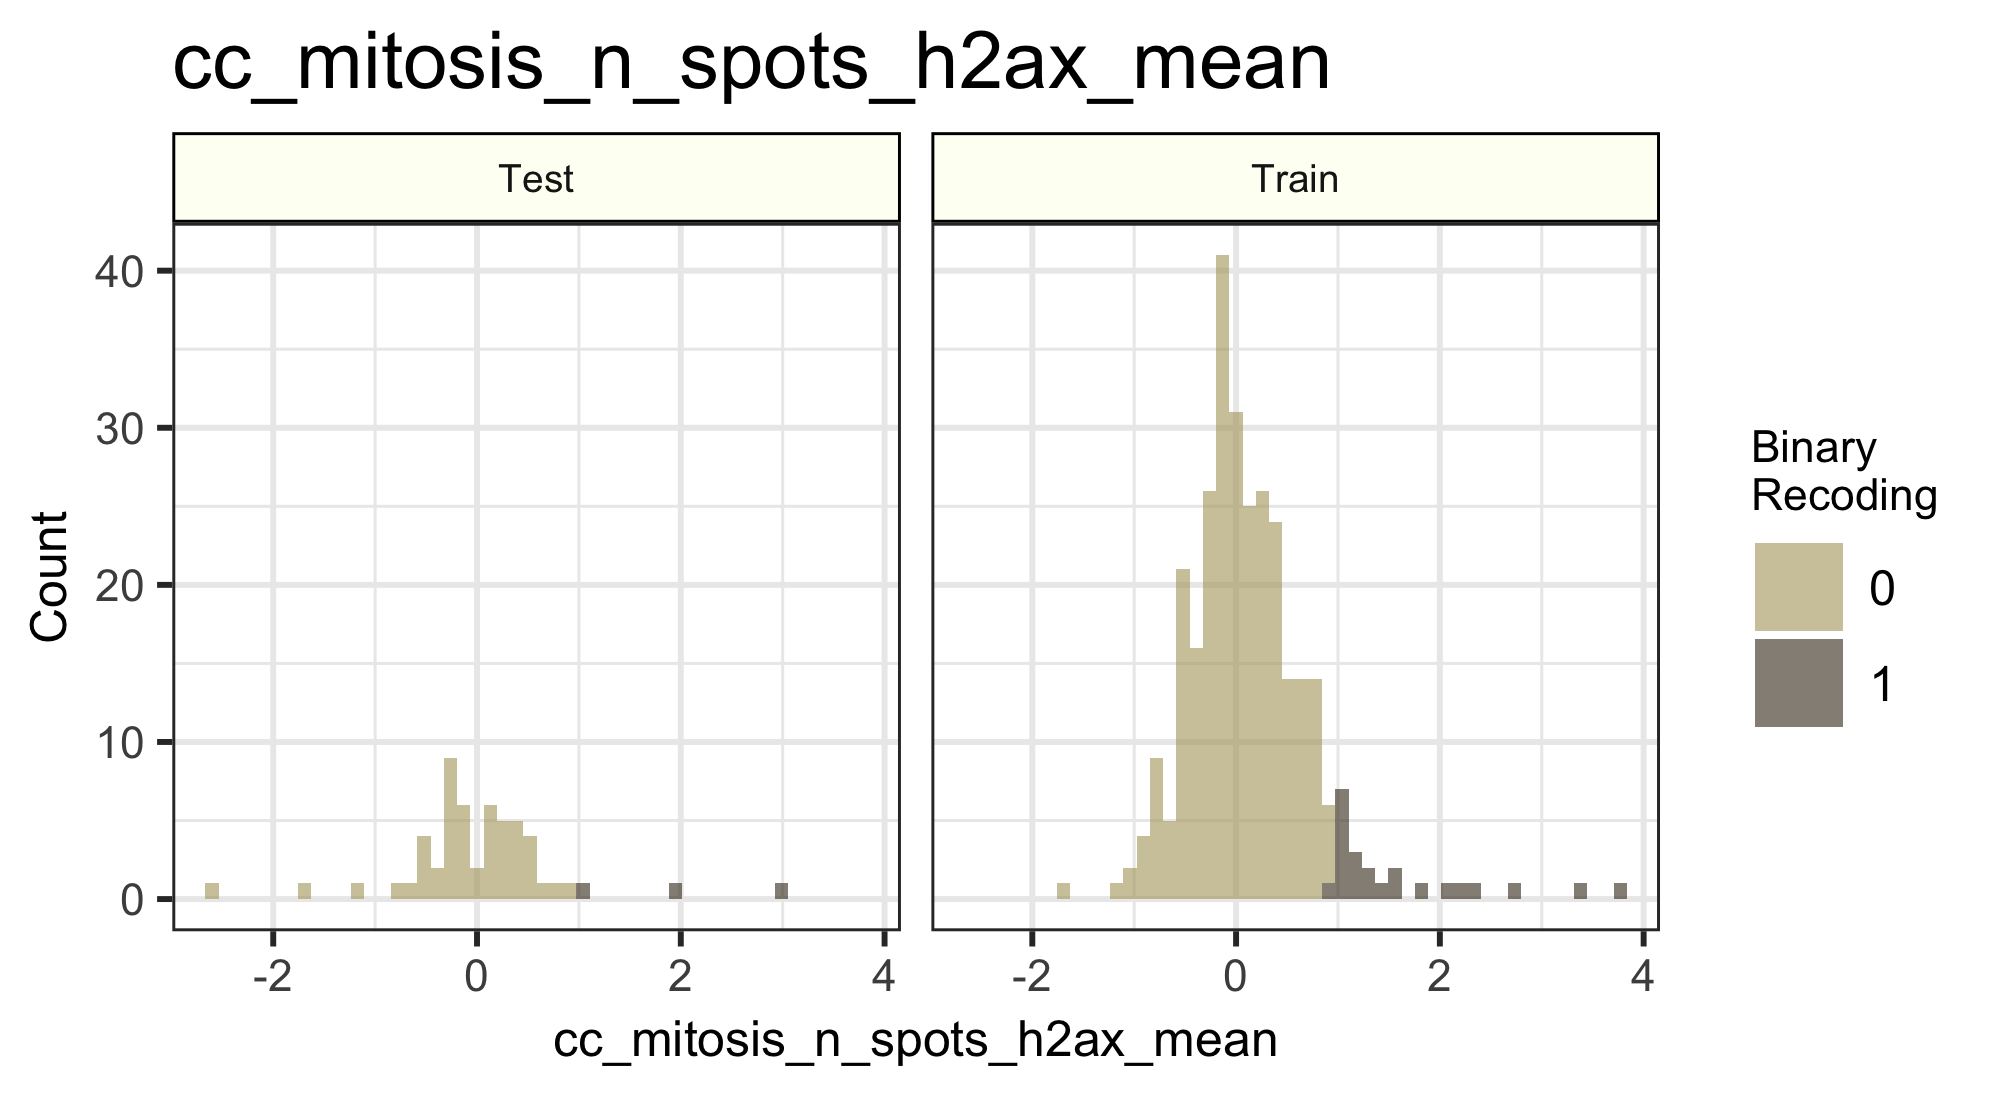 cc_mitosis_n_spots_h2ax_mean
Test
Train
40
30
20
10
0
Count
-2
0
2
4
-2
0
2
4
cc_mitosis_n_spots_h2ax_mean
Binary
Recoding
0
1